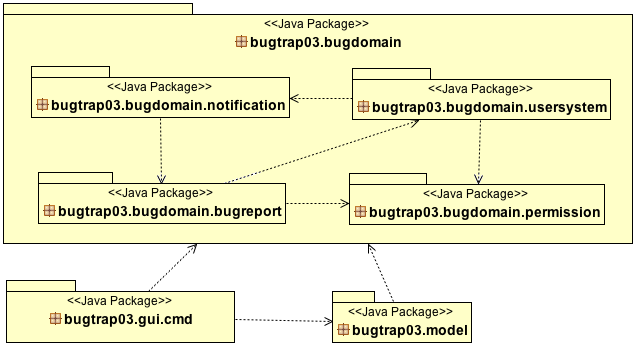 <<Java Package>>
bugtrap03.bugdomain
<<Java Package>>
bugtrap03.bugdomain.notification
<<Java Package>>
bugtrap03.bugdomain.usersystem
<<Java Package>>
bugtrap03.bugdomain.bugreport
<<Java Package>>
bugtrap03.bugdomain.permission
<<Java Package>>
bugtrap03.gui.cmd
<<Java Package>>
bugtrap03.model